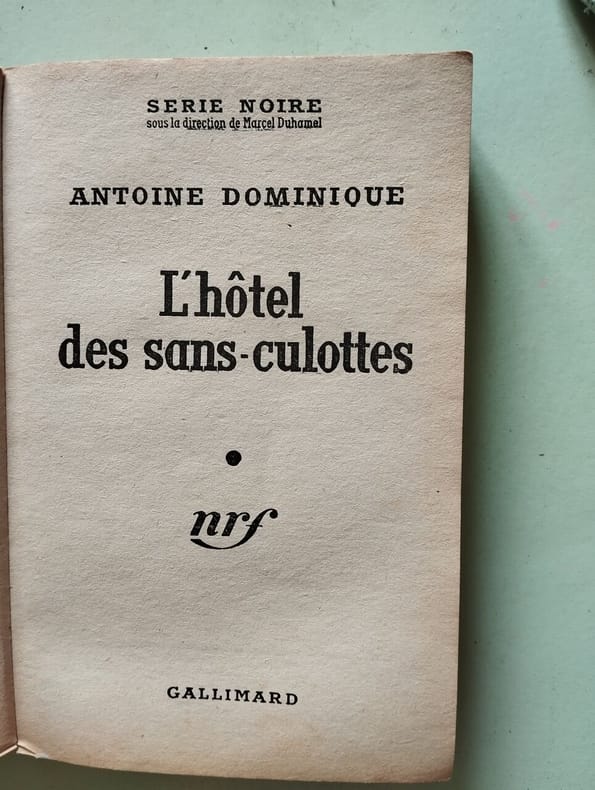 SERIE NOIRE
sous la direction de Marcel Duhamel
ANTOINE DOMINIQUE
L'hôtel
des sans-culottes
nrf
GALLIMARD